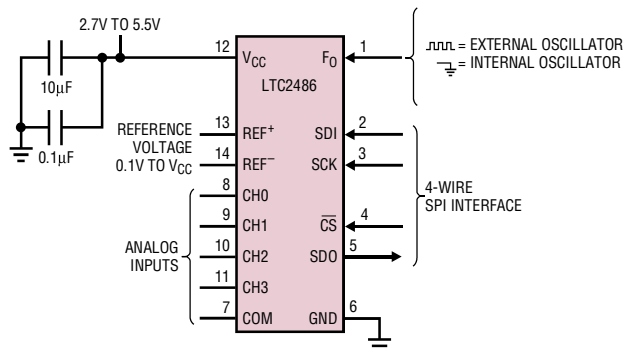 2.7V TO 5.5V
12
VCC
FO
1
= EXTERNAL OSCILLATOR
= INTERNAL OSCILLATOR
LTC2486
10µF
0.1µF
REFERENCE
VOLTAGE
0.1V TO VCC
13
REF+
14
REF–
SDI
2
SCK
3
4-WIRE
SPI INTERFACE
8
CH0
9
CH1
CS
4
ANALOG
INPUTS
10
CH2
SDO
5
11
CH3
7
COM
GND
6